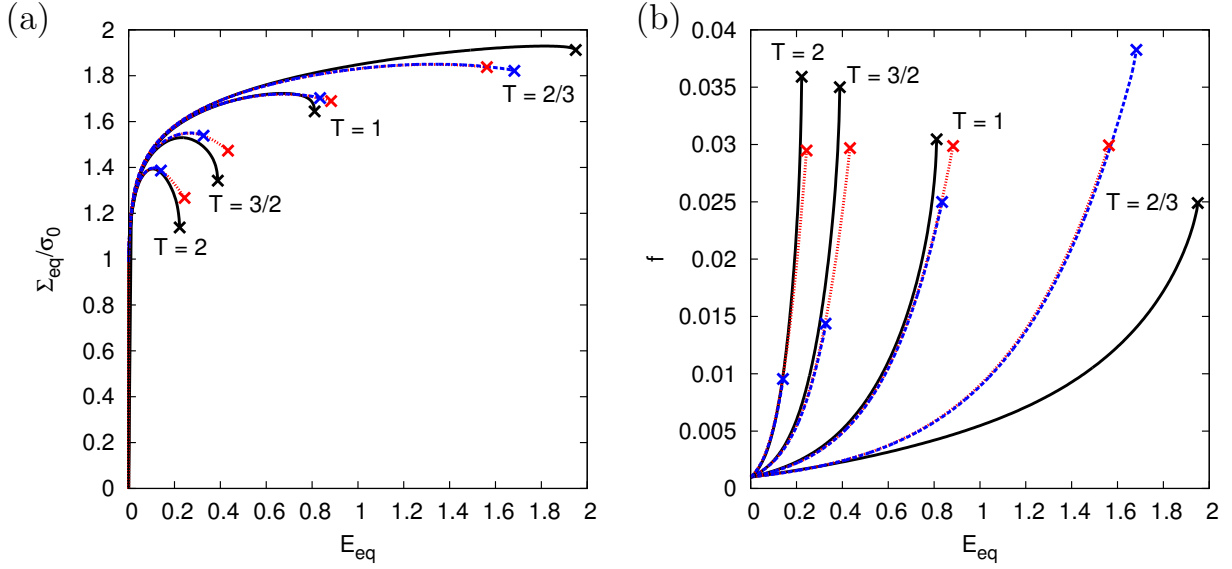 (a)
2
1.8
1.6
1.4
1.2
1
0.8
0.6
0.4
0.2
0
0 0.2 0.4 0.6 0.8 1 1.2 1.4 1.6 1.8 2
Σeq/σ0
Eeq
T = 2/3
T = 1
T = 3/2
T = 2
(b)
0.04
0.035
0.03
0.025
0.02
0.015
0.01
0.005
0
0 0.2 0.4 0.6 0.8 1 1.2 1.4 1.6 1.8 2
f
Eeq
T = 2
T = 3/2
T = 1
T = 2/3